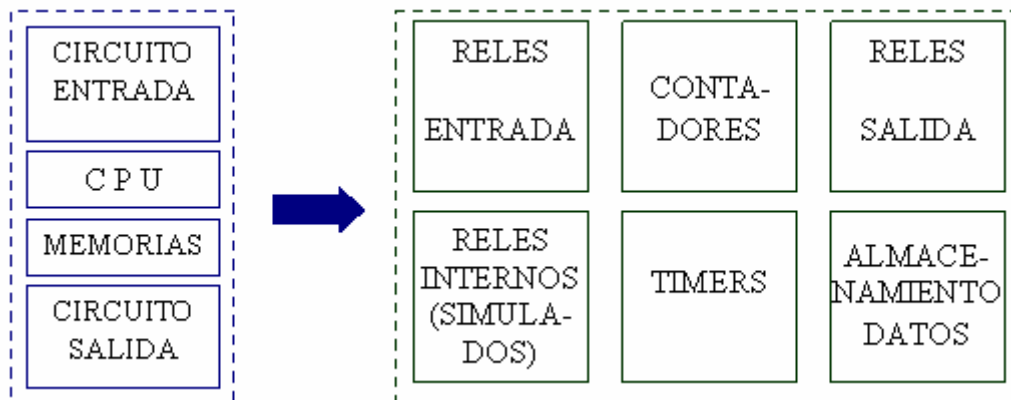 CIRCUITO
ENTRADA
C P U
MEMORIAS
CIRCUITO
SALIDA
RELES
ENTRADA
CONTA-
DORES
RELES
SALIDA
RELES
INTERNOS
(SIMULA-
DOS)
TIMERS
ALMACE-
NAMIENTO
DATOS